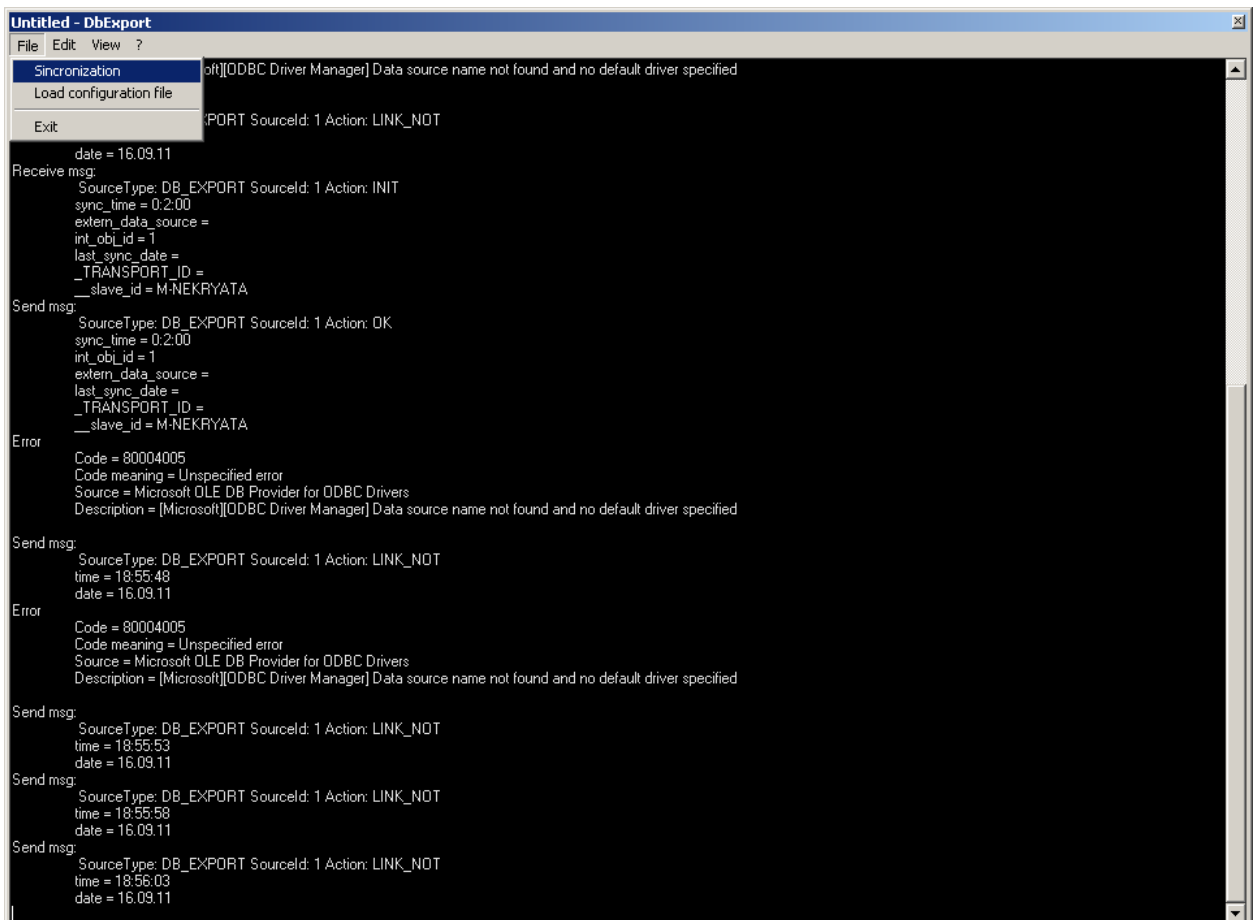 Untitled - DbExport
File Edit View ?
Sincronization
Load configuration file
Exit
oft][ODBC Driver Manager] Data source name not found and no default driver specified
XPORT SourceId: 1 Action: LINK_NOT
date = 16.09.11
Receive msg:
SourceType: DB_EXPORT SourceId: 1 Action: INIT
sync_time = 0:2:00
extern_data_source =
int_obj_id = 1
last_sync_date =
_TRANSPORT_ID =
__slave_id = M-NEKRYATA
Send msg:
SourceType: DB_EXPORT SourceId: 1 Action: OK
sync_time = 0:2:00
int_obj_id = 1
extern_data_source =
last_sync_date =
_TRANSPORT_ID =
__slave_id = M-NEKRYATA
Error
Code = 80004005
Code meaning = Unspecified error
Source = Microsoft OLE DB Provider for ODBC Drivers
Description = [Microsoft][ODBC Driver Manager] Data source name not found and no default driver specified
Send msg:
SourceType: DB_EXPORT SourceId: 1 Action: LINK_NOT
time = 18:55:48
date = 16.09.11
Error
Code = 80004005
Code meaning = Unspecified error
Source = Microsoft OLE DB Provider for ODBC Drivers
Description = [Microsoft][ODBC Driver Manager] Data source name not found and no default driver specified
Send msg:
SourceType: DB_EXPORT SourceId: 1 Action: LINK_NOT
time = 18:55:53
date = 16.09.11
Send msg:
SourceType: DB_EXPORT SourceId: 1 Action: LINK_NOT
time = 18:55:58
date = 16.09.11
Send msg:
SourceType: DB_EXPORT SourceId: 1 Action: LINK_NOT
time = 18:56:03
date = 16.09.11